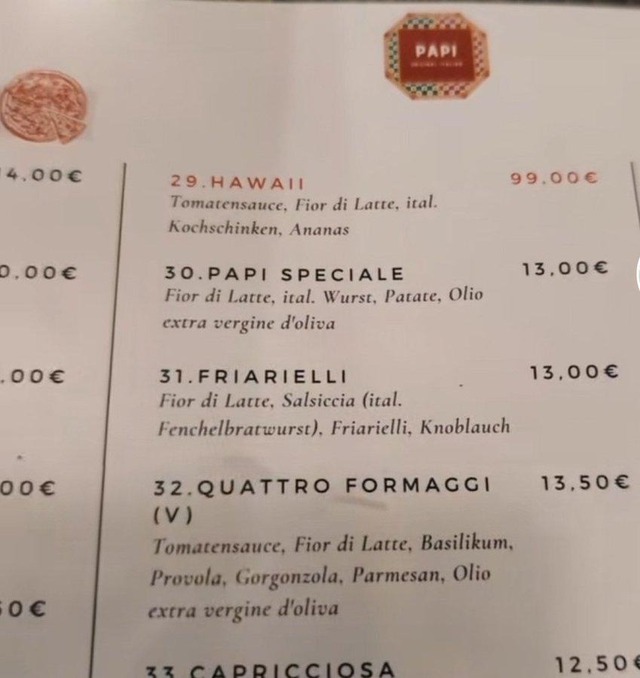 PAPI
4.00€
0.00€
.00€
00€
50€
29.HAWAII 99.00€
Tomatensauce, Fior di Latte, ital.
Kochschinken, Ananas
30.PAPI SPECIALE 13,00€
Fior di Latte, ital. Wurst, Patate, Olio
extra vergine d'oliva
31.FRIARIELLI 13,00€
Fior di Latte, Salsiccia (ital.
Fenchelbratwurst), Friarielli, Knoblauch
32.QUATTRO FORMAGGI 13,50€
(V)
Tomatensauce, Fior di Latte, Basilikum,
Provola, Gorgonzola, Parmesan, Olio
extra vergine d'oliva
33.CAPRICCIOSA 12,50€